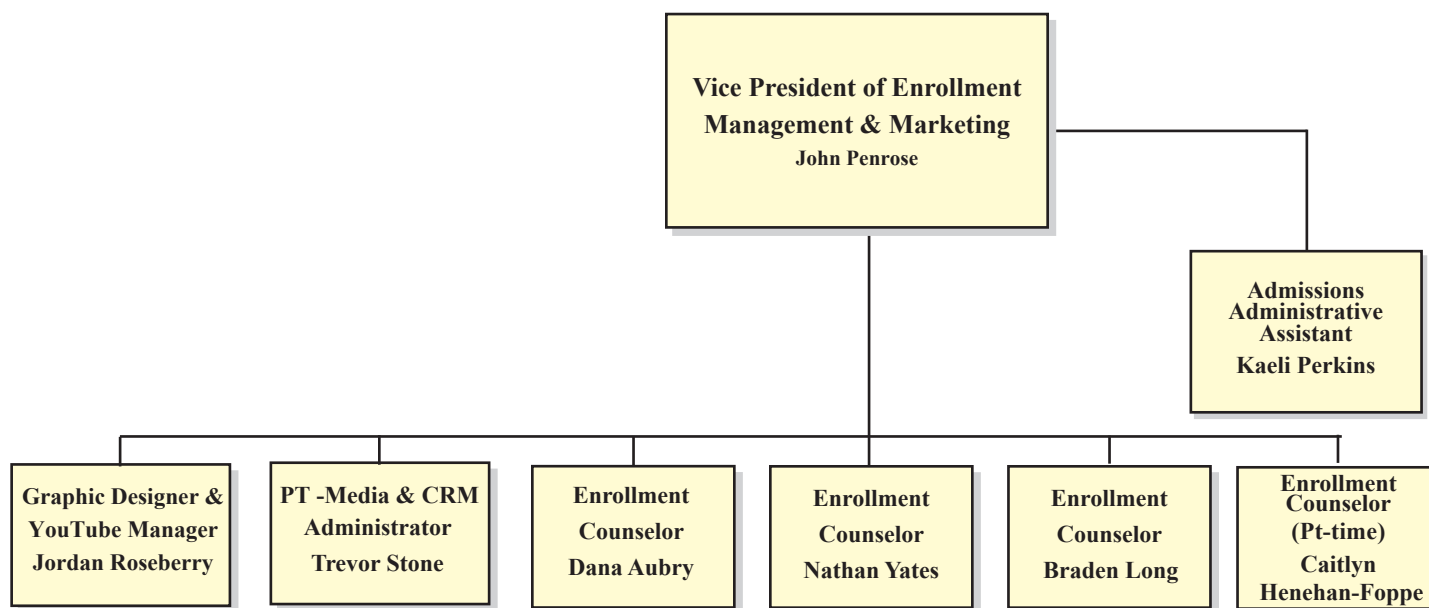 Vice President of Enrollment
Management & Marketing
John Penrose
Admissions
Administrative
Assistant
Kaeli Perkins
Graphic Designer &
YouTube Manager
Jordan Roseberry
PT -Media & CRM
Administrator
Trevor Stone
Enrollment
Counselor
Dana Aubry
Enrollment
Counselor
Nathan Yates
Enrollment
Counselor
Braden Long
Enrollment
Counselor
(Pt-time)
Caitlyn
Henehan-Foppe